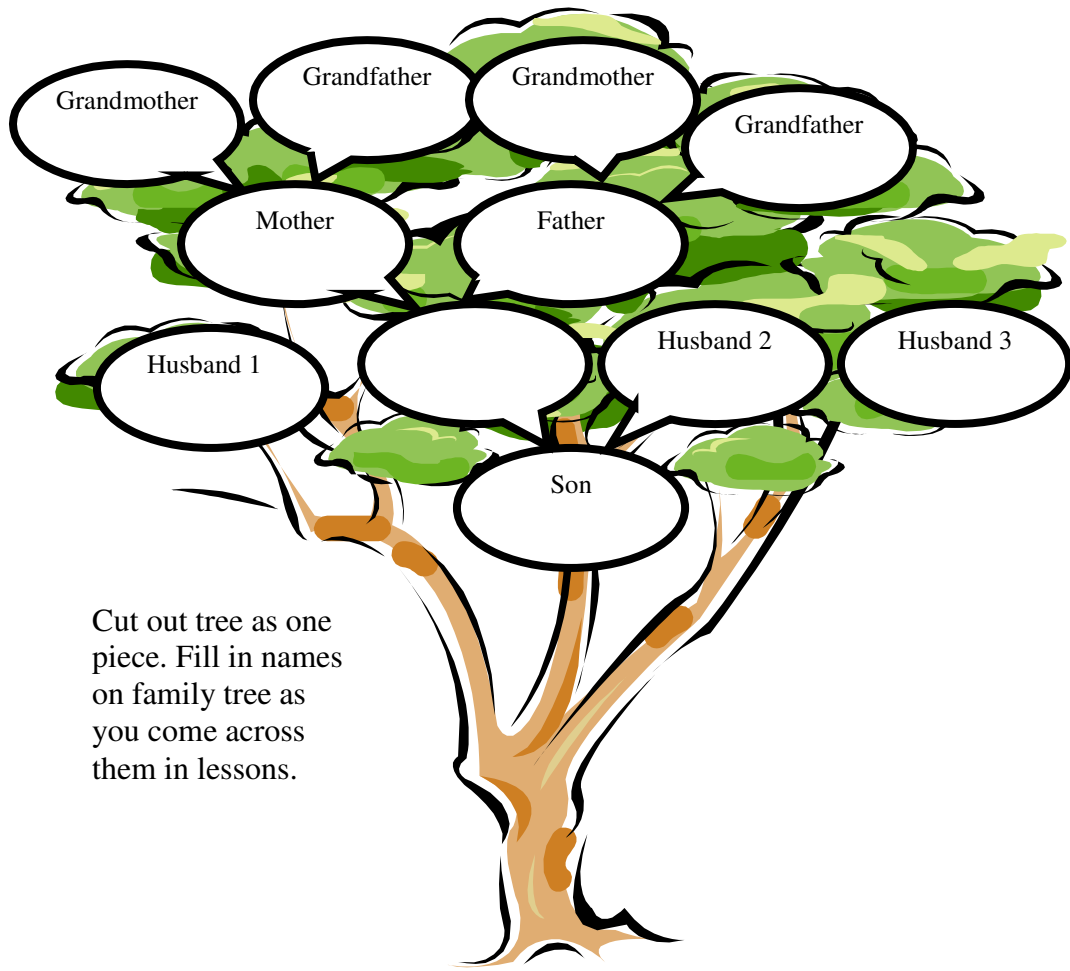 Grandmother
Grandfather
Grandmother
Grandfather
Mother
Father
Husband 1
Husband 2
Husband 3
Son
Cut out tree as one
piece. Fill in names
on family tree as
you come across
them in lessons.